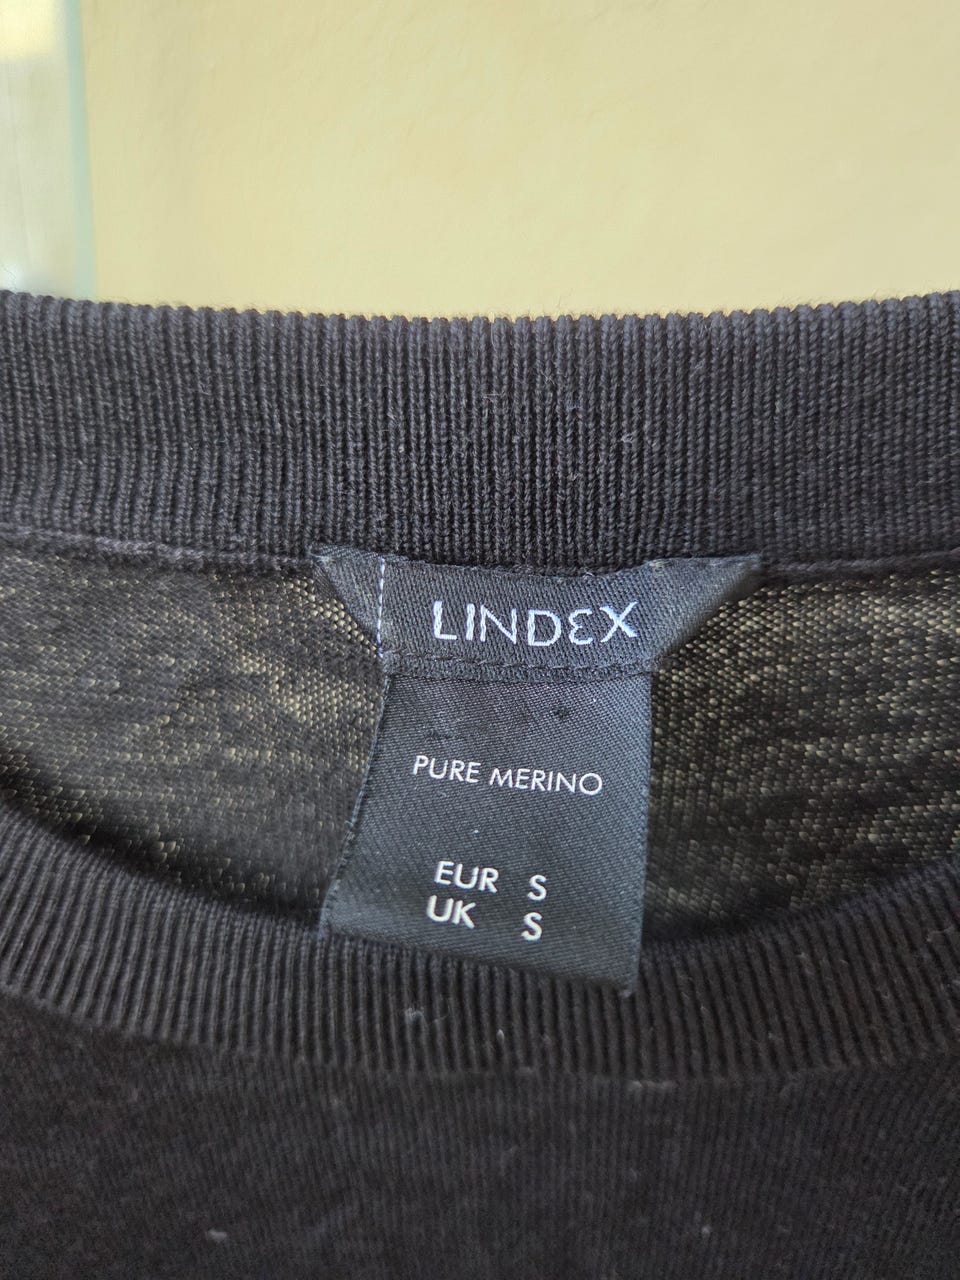 LINDEX
PURE MERINO
EUR S
UK S